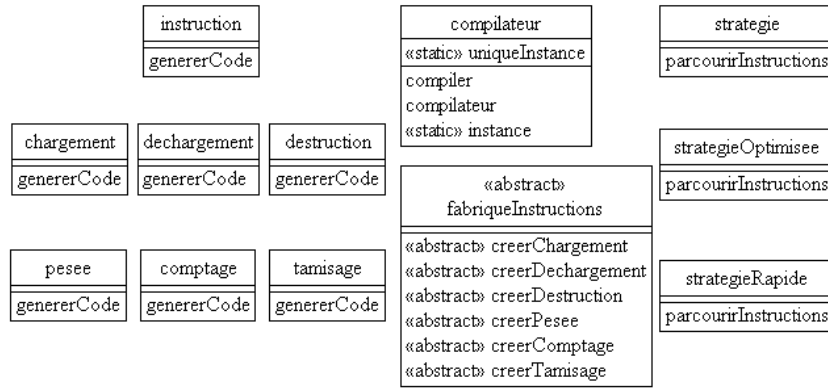 instruction
genererCode
compilateur
«static» uniqueInstance
compiler
compilateur
«static» instance
strategie
parcourirInstructions
chargement
genererCode
dechargement
genererCode
destruction
genererCode
strategieOptimisee
parcourirInstructions
«abstract»
fabriqueInstructions
«abstract» creerChargement
«abstract» creerDechargement
«abstract» creerDestruction
«abstract» creerPesee
«abstract» creerComptage
«abstract» creerTamisage
pesee
genererCode
comptage
genererCode
tamisage
genererCode
strategieRapide
parcourirInstructions